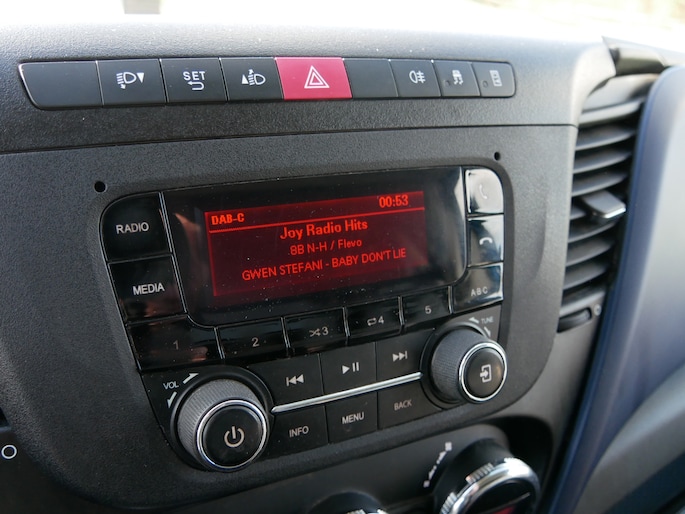 SET
RADIO
MEDIA
DAB-C 00:53
Joy Radio Hits
8B N-H / Flevo
GWEN STEFANI - BABY DON'T LIE
A·B·C
1 2 3 4 5
TUNE
VOL
INFO MENU BACK